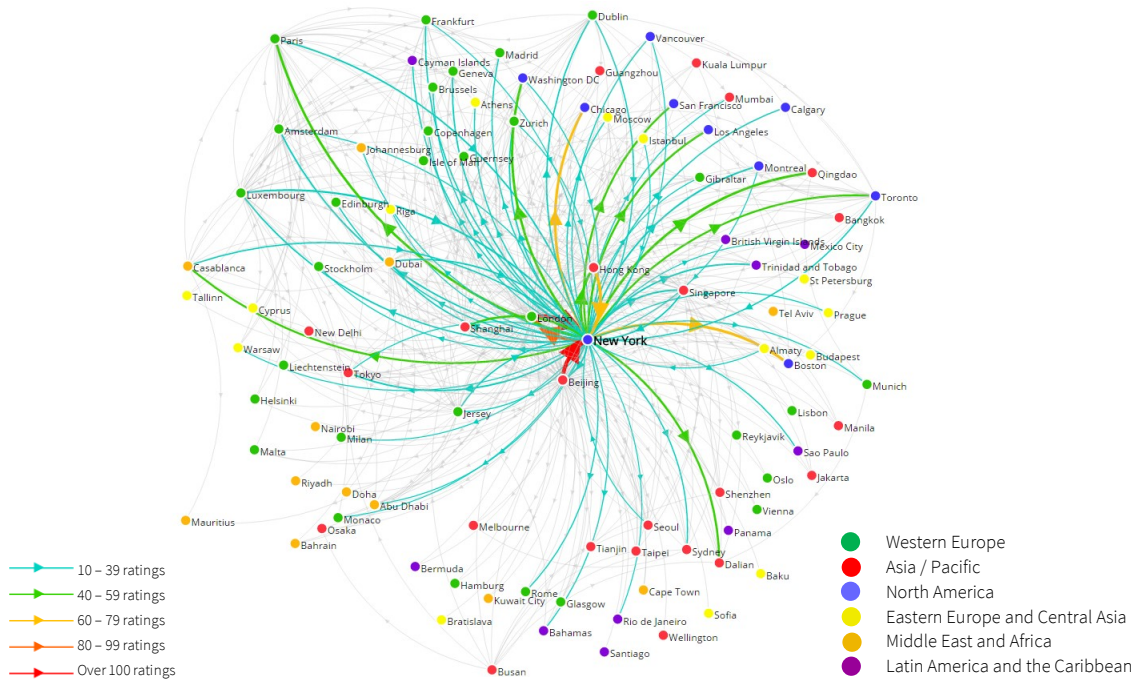 Dublin
Frankfurt
Vancouver
Paris
Madrid
Cayman Islands
Kuala Lumpur
Geneva
Guangzhou
Washington DC
Brussels
Mumbai
Athens
San Francisco
Chicago
Calgary
Moscow
Zurich
Amsterdam
Copenhagen
Los Angeles
Istanbul
Johannesburg
Guernsey
Isle of Man
Montreal
Qingdao
Gibraltar
Luxembourg
Toronto
Edinburgh
Riga
Bangkok
British Virgin Islands
Mexico City
Casablanca
Stockholm
Dubai
Hong Kong
Trinidad and Tobago
St Petersburg
Singapore
Tallinn
Cyprus
Tel Aviv
Prague
London
Shanghai
New Delhi
New York
Warsaw
Almaty
Budapest
Liechtenstein
Boston
Tokyo
Beijing
Munich
Helsinki
Jersey
Lisbon
Nairobi
Manila
Milan
Reykjavik
Malta
Sao Paulo
Riyadh
Oslo
Jakarta
Doha
Shenzhen
Abu Dhabi
Vienna
Mauritius
Monaco
Osaka
Melbourne
Seoul
Panama
Bahrain
Tianjin
Taipei
Sydney
Dalian
Bermuda
Baku
Hamburg
Rome
Cape Town
Kuwait City
Glasgow
Bratislava
Rio de Janeiro
Sofia
Bahamas
Wellington
Santiago
Busan
10 – 39 ratings
40 – 59 ratings
60 – 79 ratings
80 – 99 ratings
Over 100 ratings
Western Europe
Asia / Pacific
North America
Eastern Europe and Central Asia
Middle East and Africa
Latin America and the Caribbean